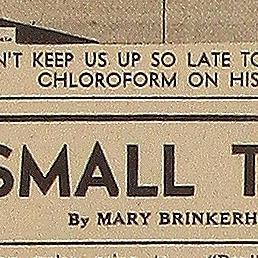 N'T KEEP US UP SO LATE TO
CHLOROFORM ON HIS
SMALL T
By MARY BRINKERH